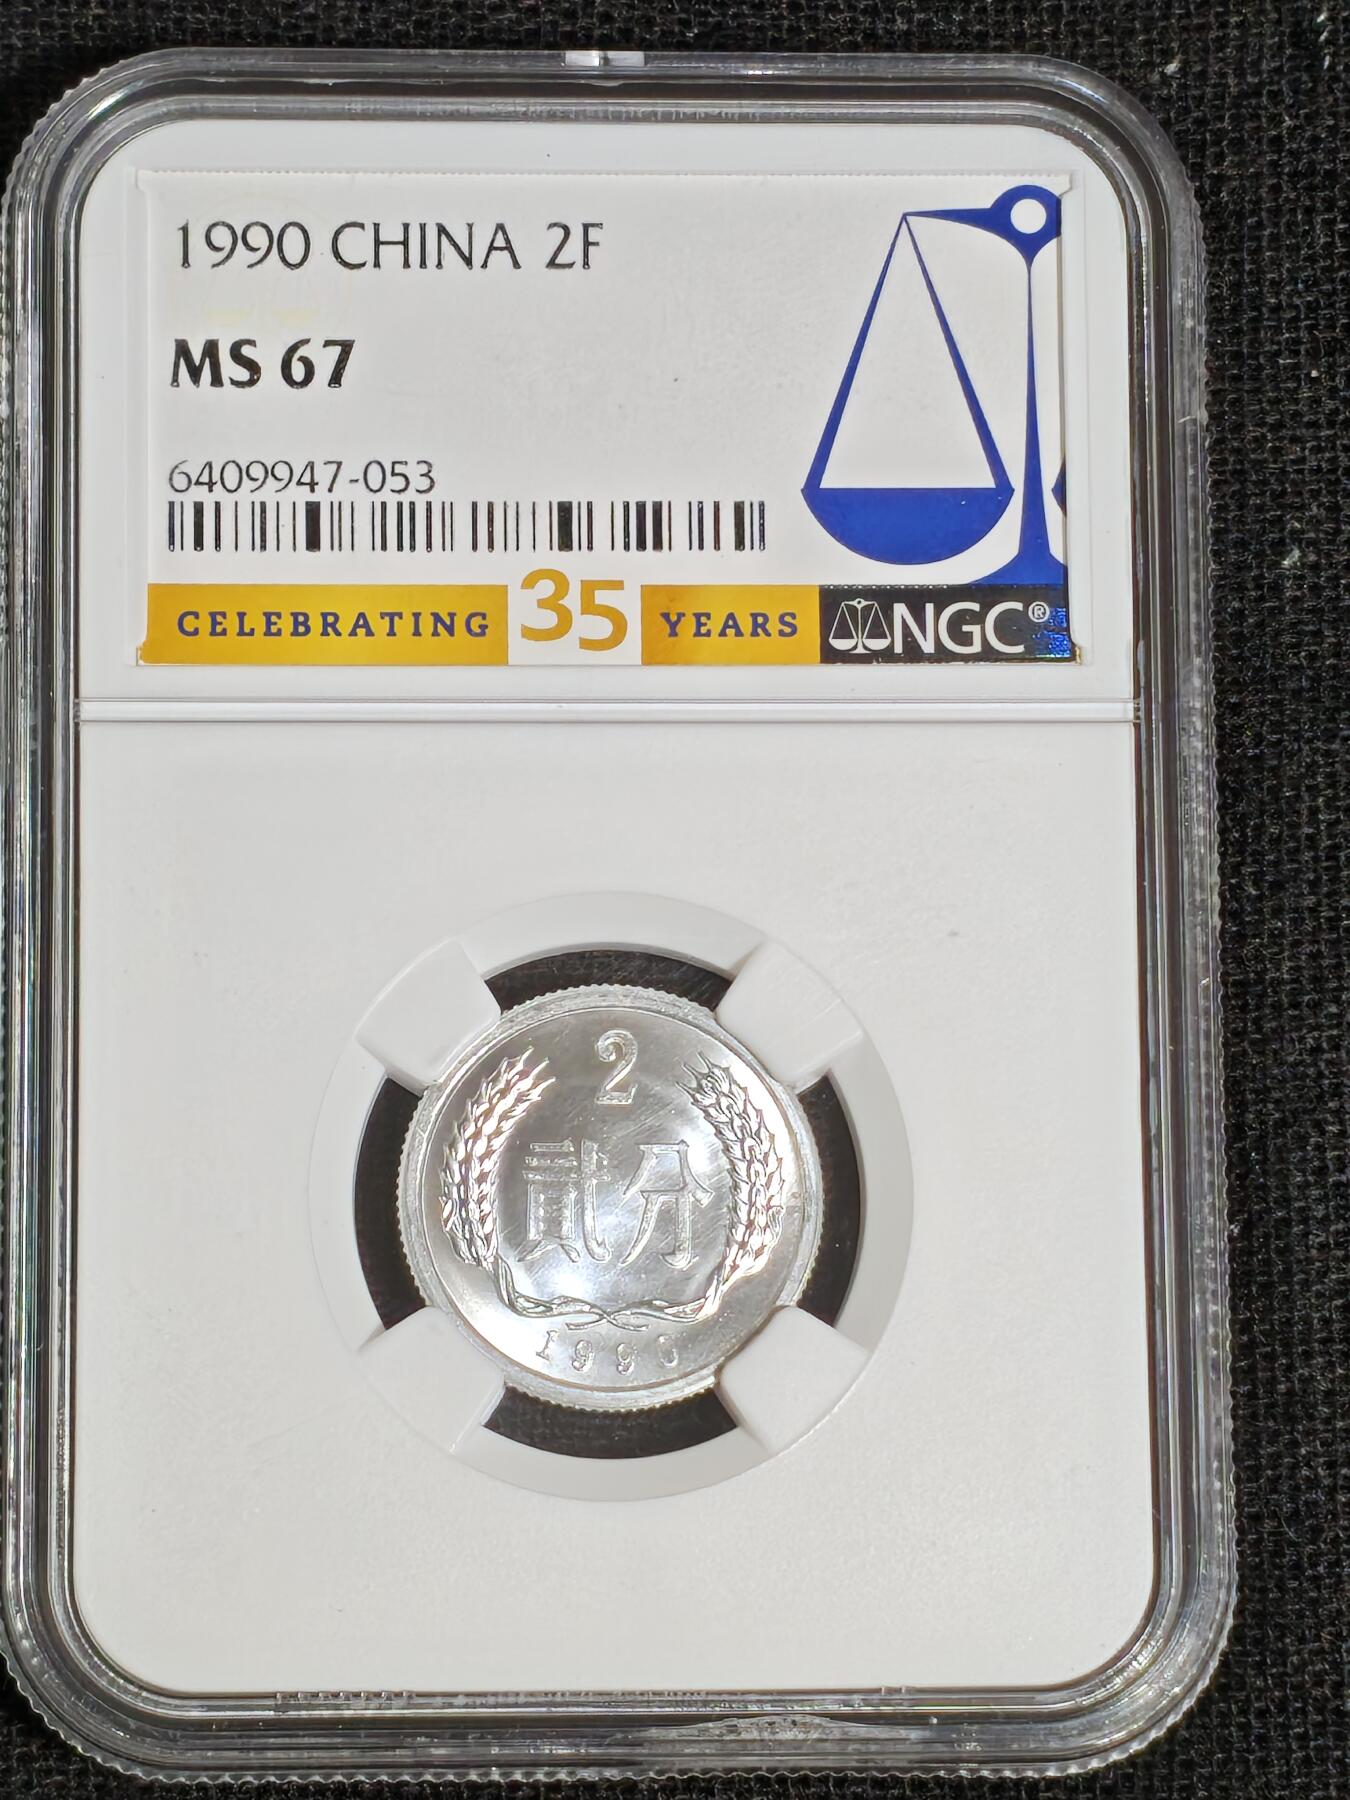 1990 CHINA 2F
MS 67
6409947-053
CELEBRATING 35 YEARS NGC®
2
贰分
1990